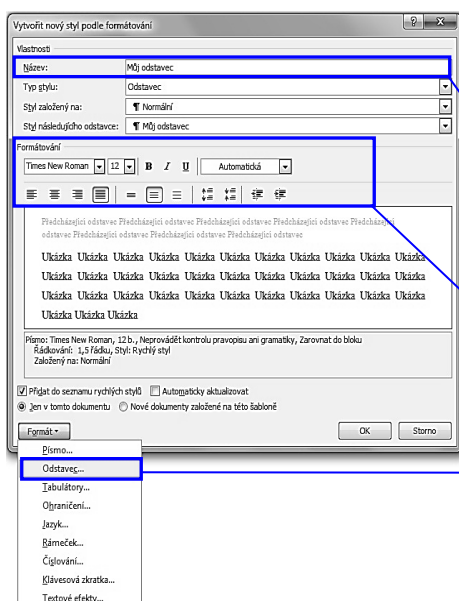 Vytvořit nový styl podle formátování
Vlastnosti
Název: Můj odstavec
Typ stylu: Odstavec
Styl založený na: ¶ Normální
Styl následujícího odstavce: ¶ Můj odstavec
Formátování
Times New Roman 12 B I U Automatická
Předcházející odstavec Předcházející odstavec Předcházející odstavec Předcházející odstavec Předcházející
odstavec Předcházející odstavec Předcházející odstavec Předcházející odstavec
Ukázka Ukázka Ukázka Ukázka Ukázka Ukázka Ukázka Ukázka Ukázka Ukázka Ukázka
Ukázka Ukázka Ukázka Ukázka Ukázka Ukázka Ukázka Ukázka Ukázka Ukázka Ukázka
Ukázka Ukázka Ukázka Ukázka Ukázka Ukázka Ukázka Ukázka Ukázka Ukázka Ukázka
Ukázka Ukázka Ukázka
Písmo: Times New Roman, 12 b., Neprovádět kontrolu pravopisu ani gramatiky, Zarovnat do bloku
Řádkování: 1,5 řádku, Styl: Rychlý styl
Založený na: Normální
Přidat do seznamu rychlých stylů Automaticky aktualizovat
Jen v tomto dokumentu Nové dokumenty založené na této šabloně
Formát OK Storno
Písmo...
Odstavec...
Tabulátory...
Ohraničení...
Jazyk...
Rámeček...
Číslování...
Klávesová zkratka...
Textové efekty...